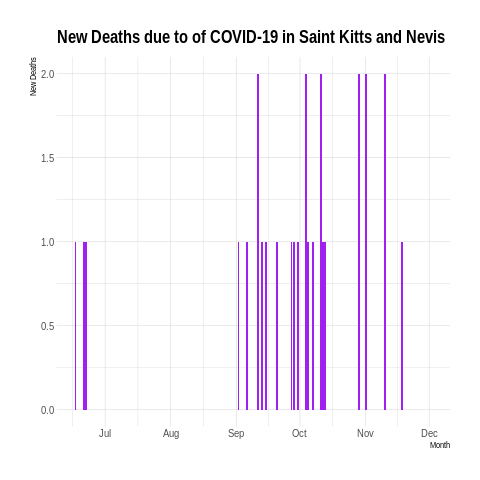 New Deaths due to of COVID-19 in Saint Kitts and Nevis
New Deaths
2.0
1.5
1.0
0.5
0.0
Jul Aug Sep Oct Nov Dec
Month